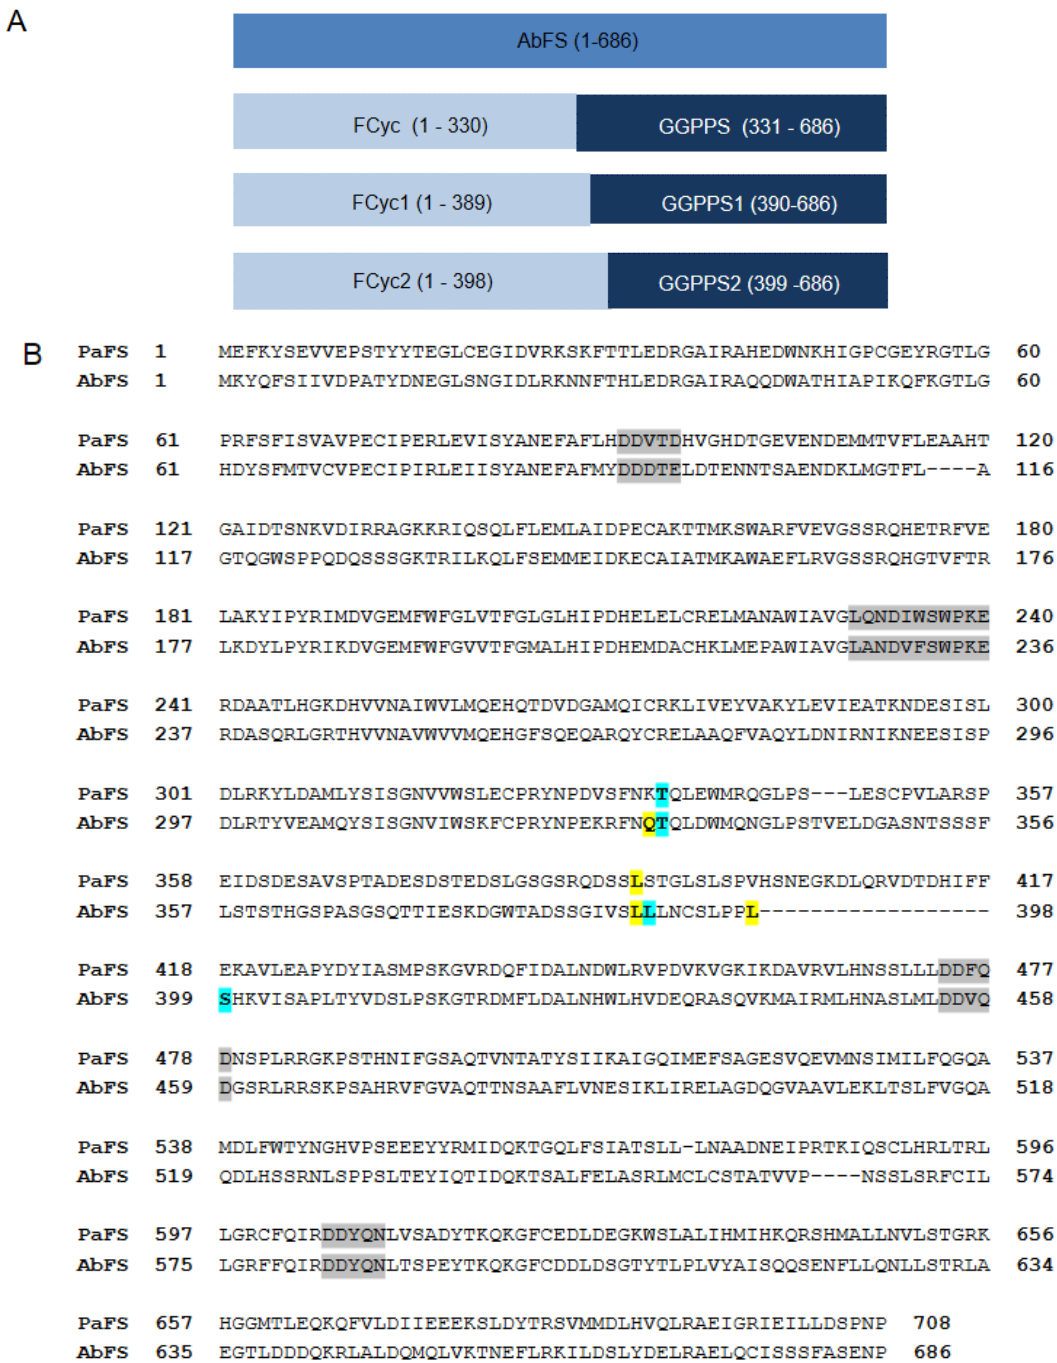 A
AbFS (1-686)
FCyc (1 - 330) GGPPS (331 - 686)
FCyc1 (1 - 389) GGPPS1 (390-686)
FCyc2 (1 - 398) GGPPS2 (399 -686)
B
PaFS 1 MEFKYSEVVEPSTYYTEGLCEGIDVRKSKFTTLEDRGAIRAHEDWNKHIGPCGEYRGTLG 60
AbFS 1 MKYQFSIIVDPATYDNEGLSNGIDLRKNNFTHLEDRGAIRAQQDWATHIAPIKQFKGTLG 60
PaFS 61 PRFSFISVAVPECIPERLEVISYANEFAFLHDDVTDHVGHDTGEVENDEMMTVFLEAAHT 120
AbFS 61 HDYSFMTVCVPECIPIRLEIISYANEFAFMYDDDTELDTENNTSAENDKLMGTFL----A 116
PaFS 121 GAIDTSNKVDIRRAGKKRIQSQLFLEMLAIDPECAKTTMKSWARFVEVGSSRQHETRFVE 180
AbFS 117 GTQGWSPPQDQSSSGKTRILKQLFSEMMEIDKECAIATMKAWAEFLRVGSSRQHGTVFTR 176
PaFS 181 LAKYIPYRIMDVGEMFWFGLVTFGLGLHIPDHELELCRELMANAWIAVGLQNDIWSWPKE 240
AbFS 177 LKDYLPYRIKDVGEMFWFGVVTFGMALHIPDHEMDACHKLMEPAWIAVGLANDVFSWPKE 236
PaFS 241 RDAATLHGKDHVVNAIWVLMQEHQTDVDGAMQICRKLIVEYVAKYLEVIEATKNDESISL 300
AbFS 237 RDASQRLGRTHVVNAVWVVMQEHGFSQEQARQYCRELAAQFVAQYLDNIRNIKNEESISP 296
PaFS 301 DLRKYLDAMLYSISGNVVWSLECPRYNPDVSFNKTQLEWMRQGLPS---LESCPVLARSP 357
AbFS 297 DLRTYVEAMQYSISGNVIWSKFCPRYNPEKRFNQTQLDWMQNGLPSTVELDGASNTSSSF 356
PaFS 358 EIDSDESAVSPTADESDSTEDSLGSGSRQDSSLSTGLSLSPVHSNEGKDLQRVDTDHIFF 417
AbFS 357 LSTSTHGSPASGSQTTIESKDGWTADSSGIVSLLLNCSLPPL------------------ 398
PaFS 418 EKAVLEAPYDYIASMPSKGVRDQFIDALNDWLRVPDVKVGKIKDAVRVLHNSSLLLDDFQ 477
AbFS 399 SHKVISAPLTYVDSLPSKGTRDMFLDALNHWLHVDEQRASQVKMAIRMLHNASLMLDDVQ 458
PaFS 478 DNSPLRRGKPSTHNIFGSAQTVNTATYSIIKAIGQIMEFSAGESVQEVMNSIMILFQGQA 537
AbFS 459 DGSRLRRSKPSAHRVFGVAQTTNSAAFLVNESIKLIRELAGDQGVAAVLEKLTSLFVGQA 518
PaFS 538 MDLFWTYNGHVPSEEEYYRMIDQKTGQLFSIATSLL-LNAADNEIPRTKIQSCLHRLTRL 596
AbFS 519 QDLHSSRNLSPPSLTEYIQTIDQKTSALFELASRLMCLCSTATVVP----NSSLSRFCIL 574
PaFS 597 LGRCFQIRDDYQNLVSADYTKQKGFCEDLDEGKWSLALIHMIHKQRSHMALLNVLSTGRK 656
AbFS 575 LGRFFQIRDDYQNLTSPEYTKQKGFCDDLDSGTYTLPLVYAISQQSENFLLQNLLSTRLA 634
PaFS 657 HGGMTLEQKQFVLDIIEEEKSLDYTRSVMMDLHVQLRAEIGRIEILLDSPNP 708
AbFS 635 EGTLDDDQKRLALDQMQLVKTNEFLRKILDSLYDELRAELQCISSSFASENP 686